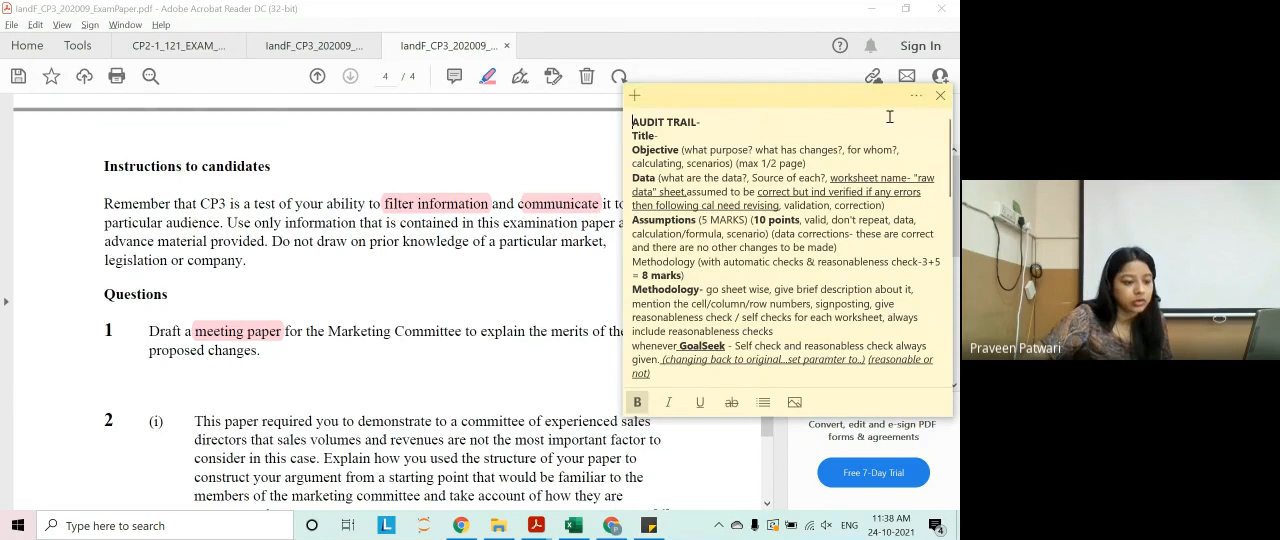 IandF_CP3_202009_ExamPaper.pdf - Adobe Acrobat Reader DC (32-bit)
File Edit View Sign Window Help
Home Tools CP2-1_121_EXAM_... IandF_CP3_202009_... IandF_CP3_202009_... × Sign In
4 / 4
Instructions to candidates
Remember that CP3 is a test of your ability to filter information and communicate it to
particular audience. Use only information that is contained in this examination paper a
advance material provided. Do not draw on prior knowledge of a particular market,
legislation or company.
Questions
1 Draft a meeting paper for the Marketing Committee to explain the merits of the
proposed changes.
2 (i) This paper required you to demonstrate to a committee of experienced sales
directors that sales volumes and revenues are not the most important factor to
consider in this case. Explain how you used the structure of your paper to
construct your argument from a starting point that would be familiar to the
members of the marketing committee and take account of how they are
AUDIT TRAIL-
Title-
Objective (what purpose? what has changes?, for whom?,
calculating, scenarios) (max 1/2 page)
Data (what are the data?, Source of each?, worksheet name- "raw
data" sheet,assumed to be correct but ind verified if any errors
then following cal need revising, validation, correction)
Assumptions (5 MARKS) (10 points, valid, don't repeat, data,
calculation/formula, scenario) (data corrections- these are correct
and there are no other changes to be made)
Methodology (with automatic checks & reasonableness check-3+5
= 8 marks)
Methodology- go sheet wise, give brief description about it,
mention the cell/column/row numbers, signposting, give
reasonableness check / self checks for each worksheet, always
include reasonableness checks
whenever GoalSeek - Self check and reasonabless check always
given. (changing back to original...set paramter to..) (reasonable or
not)
B I U ab
Convert, edit and e-sign PDF
forms & agreements
Free 7-Day Trial
Praveen Patwari
Type here to search
ENG
11:38 AM
24-10-2021
4